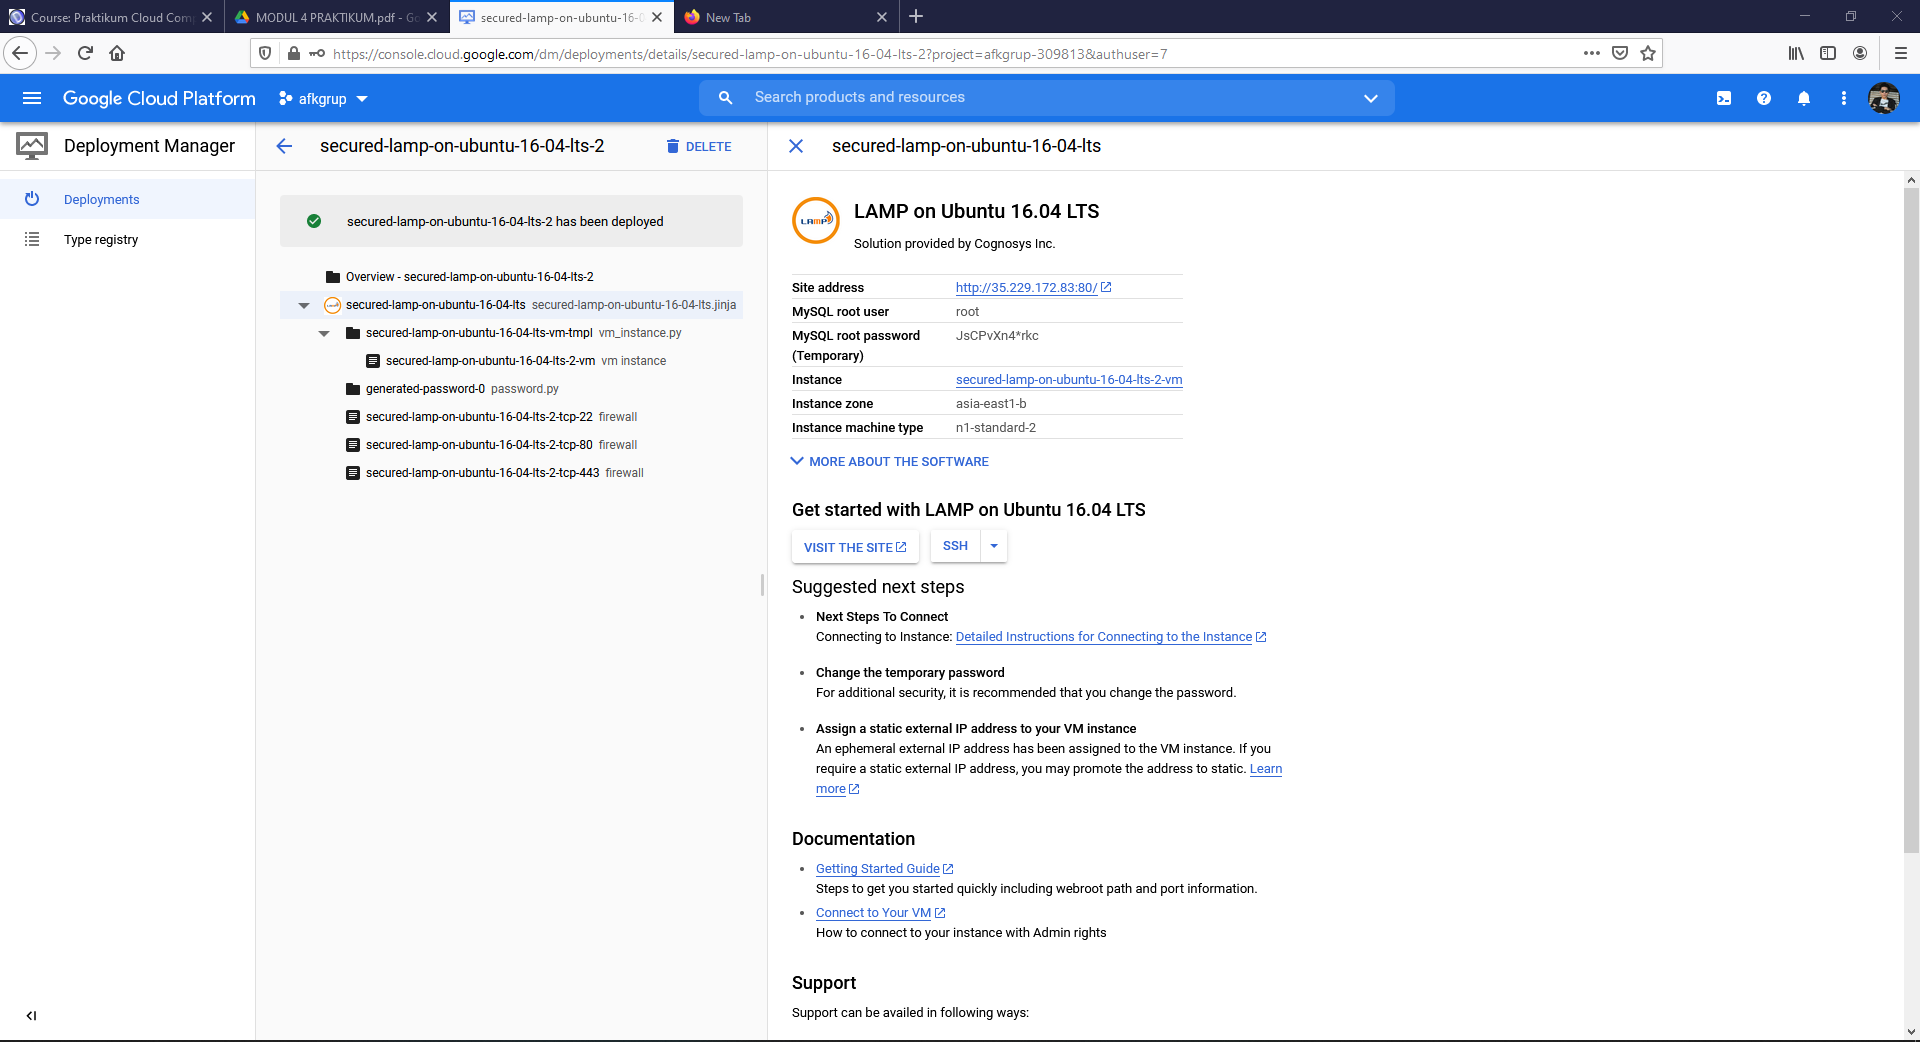 Course: Praktikum Cloud Com
MODUL 4 PRAKTIKUM.pdf - Go
secured-lamp-on-ubuntu-16-0
New Tab
https://console.cloud.google.com/dm/deployments/details/secured-lamp-on-ubuntu-16-04-lts-2?project=afkgrup-309813&authuser=7
Google Cloud Platform
afkgrup
Search products and resources
Deployment Manager
secured-lamp-on-ubuntu-16-04-lts-2
DELETE
secured-lamp-on-ubuntu-16-04-lts
Deployments
Type registry
secured-lamp-on-ubuntu-16-04-lts-2 has been deployed
Overview - secured-lamp-on-ubuntu-16-04-lts-2
secured-lamp-on-ubuntu-16-04-lts secured-lamp-on-ubuntu-16-04-lts.jinja
secured-lamp-on-ubuntu-16-04-lts-vm-tmpl vm_instance.py
secured-lamp-on-ubuntu-16-04-lts-2-vm vm instance
generated-password-0 password.py
secured-lamp-on-ubuntu-16-04-lts-2-tcp-22 firewall
secured-lamp-on-ubuntu-16-04-lts-2-tcp-80 firewall
secured-lamp-on-ubuntu-16-04-lts-2-tcp-443 firewall
LAMP
LAMP on Ubuntu 16.04 LTS
Solution provided by Cognosys Inc.
Site address http://35.229.172.83:80/
MySQL root user root
MySQL root password JsCPvXn4*rkc
(Temporary)
Instance secured-lamp-on-ubuntu-16-04-lts-2-vm
Instance zone asia-east1-b
Instance machine type n1-standard-2
MORE ABOUT THE SOFTWARE
Get started with LAMP on Ubuntu 16.04 LTS
VISIT THE SITE
SSH
Suggested next steps
• Next Steps To Connect
Connecting to Instance: Detailed Instructions for Connecting to the Instance
• Change the temporary password
For additional security, it is recommended that you change the password.
• Assign a static external IP address to your VM instance
An ephemeral external IP address has been assigned to the VM instance. If you
require a static external IP address, you may promote the address to static. Learn
more
Documentation
• Getting Started Guide
Steps to get you started quickly including webroot path and port information.
• Connect to Your VM
How to connect to your instance with Admin rights
Support
Support can be availed in following ways: